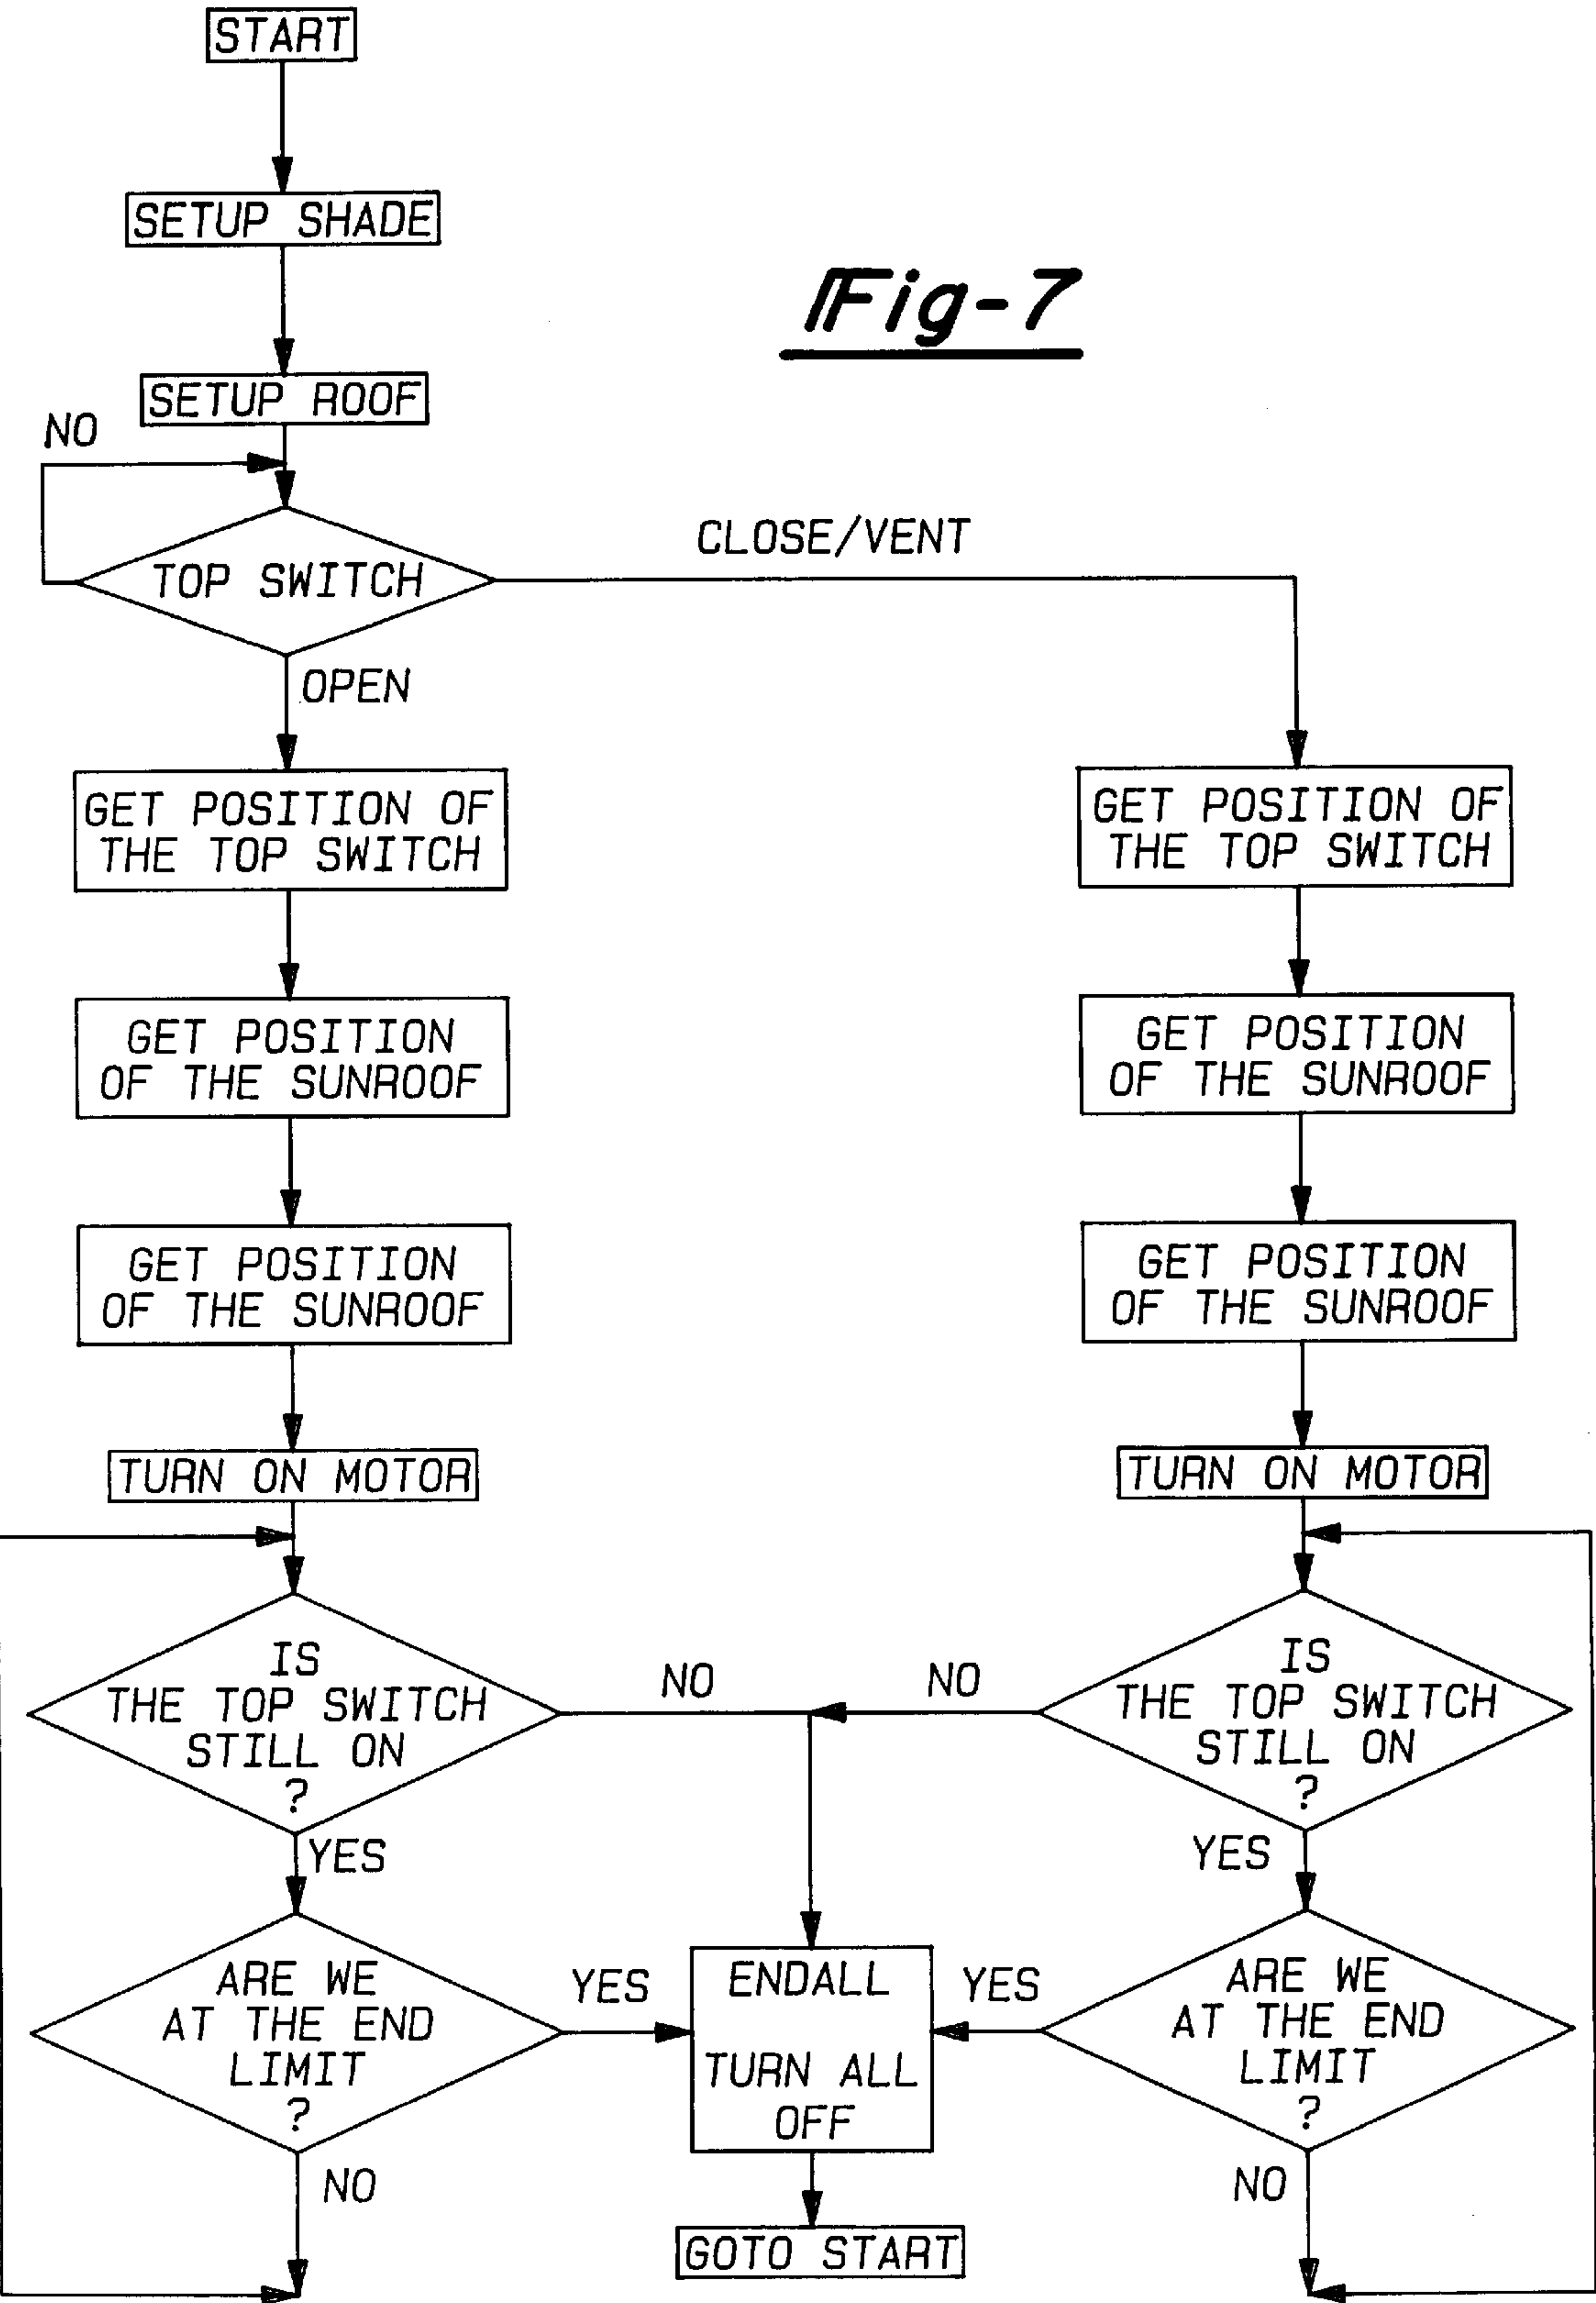 START
SETUP SHADE
Fig-7
SETUP ROOF
NO
CLOSE/VENT
TOP SWITCH
OPEN
GET POSITION OF
THE TOP SWITCH
GET POSITION OF
THE TOP SWITCH
GET POSITION
OF THE SUNROOF
GET POSITION
OF THE SUNROOF
GET POSITION
OF THE SUNROOF
GET POSITION
OF THE SUNROOF
TURN ON MOTOR
TURN ON MOTOR
IS
THE TOP SWITCH
STILL ON
?
NO
NO
IS
THE TOP SWITCH
STILL ON
?
YES
YES
ARE WE
AT THE END
LIMIT
?
YES
ENDALL
TURN ALL
OFF
YES
ARE WE
AT THE END
LIMIT
?
NO
NO
GOTO START